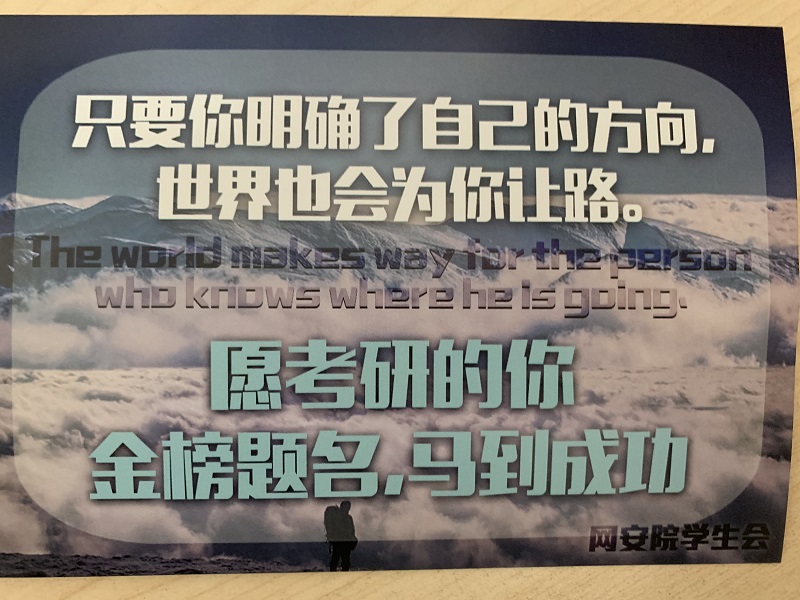 只要你明确了自己的方向,
世界也会为你让路。
The world makes way for the person
who knows where he is going.
愿考研的你
金榜题名,马到成功
网安院学生会